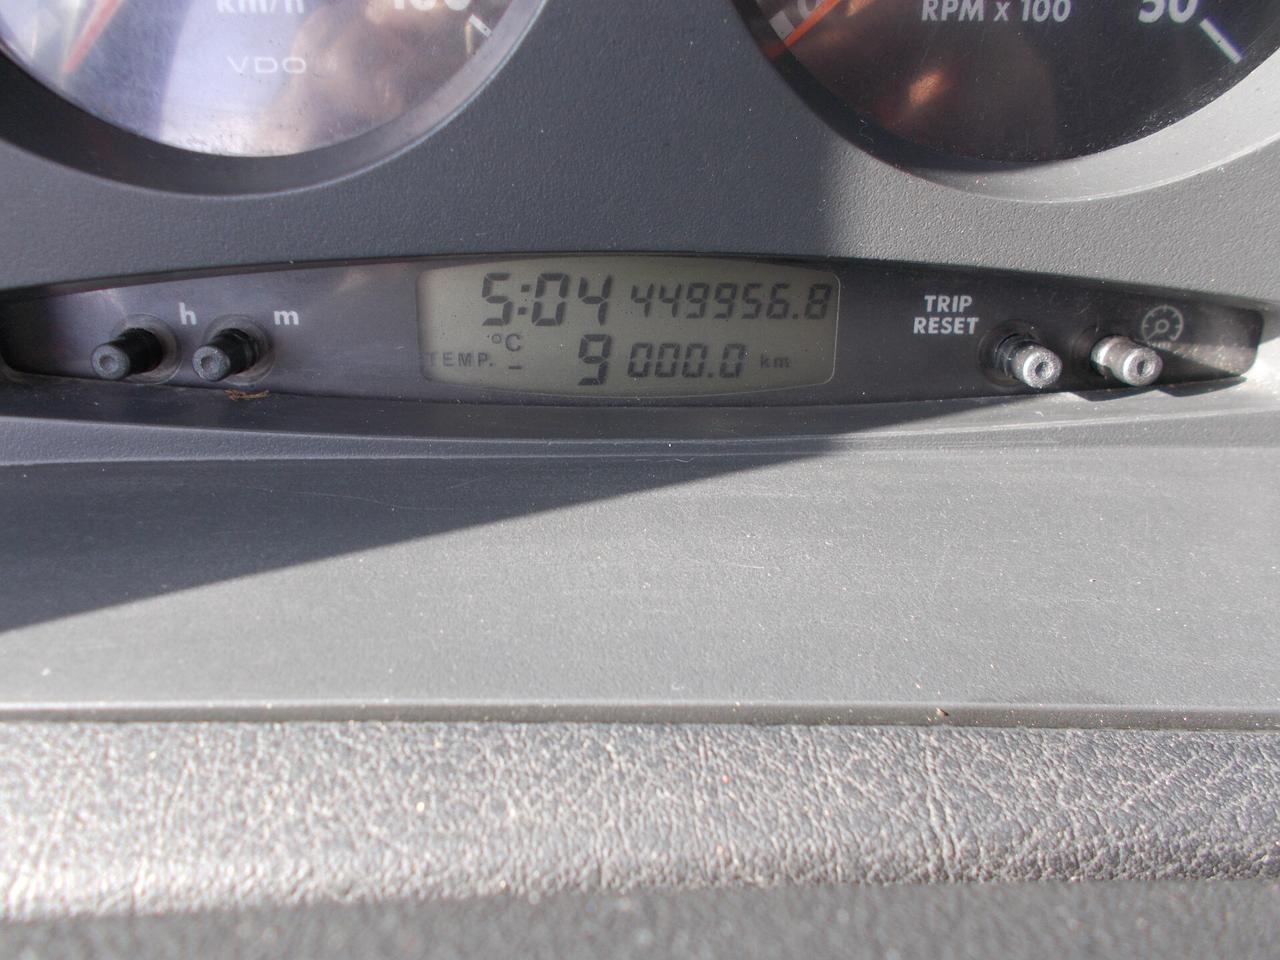 km/h
VDO
RPM x 100
30
h
m
5:04 449956.8
°C
TEMP. - 9 000.0 km
TRIP
RESET